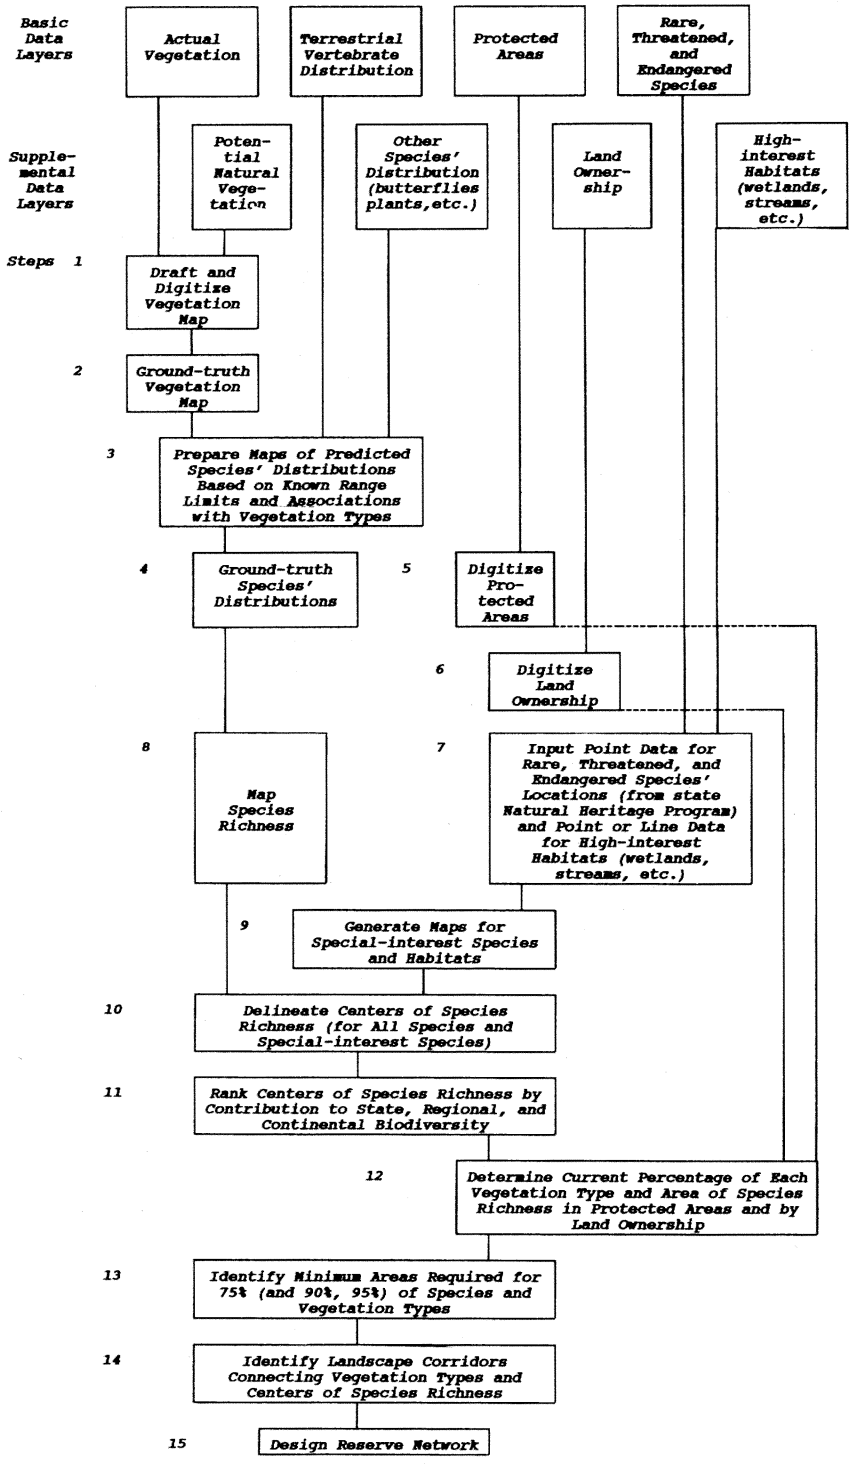 Basic
Data
Layers
Actual
Vegetation
Terrestrial
Vertebrate
Distribution
Protected
Areas
Rare,
Threatened,
and
Endangered
Species
Supple-
mental
Data
Layers
Poten-
tial
Natural
Vege-
tation
Other
Species'
Distribution
(butterflies
plants,etc.)
Land
Owner-
ship
High-
interest
Habitats
(wetlands,
streams,
etc.)
Steps 1
Draft and
Digitize
Vegetation
Map
2
Ground-truth
Vegetation
Map
3
Prepare Maps of Predicted
Species' Distributions
Based on Known Range
Limits and Associations
with Vegetation Types
4
Ground-truth
Species'
Distributions
5
Digitize
Pro-
tected
Areas
6
Digitize
Land
Ownership
8
Map
Species
Richness
7
Input Point Data for
Rare, Threatened, and
Endangered Species'
Locations (from state
Natural Heritage Program)
and Point or Line Data
for High-interest
Habitats (wetlands,
streams, etc.)
9
Generate Maps for
Special-interest Species
and Habitats
10
Delineate Centers of Species
Richness (for All Species and
Special-interest Species)
11
Rank Centers of Species Richness by
Contribution to State, Regional, and
Continental Biodiversity
12
Determine Current Percentage of Each
Vegetation Type and Area of Species
Richness in Protected Areas and by
Land Ownership
13
Identify Minimum Areas Required for
75% (and 90%, 95%) of Species and
Vegetation Types
14
Identify Landscape Corridors
Connecting Vegetation Types and
Centers of Species Richness
15
Design Reserve Network